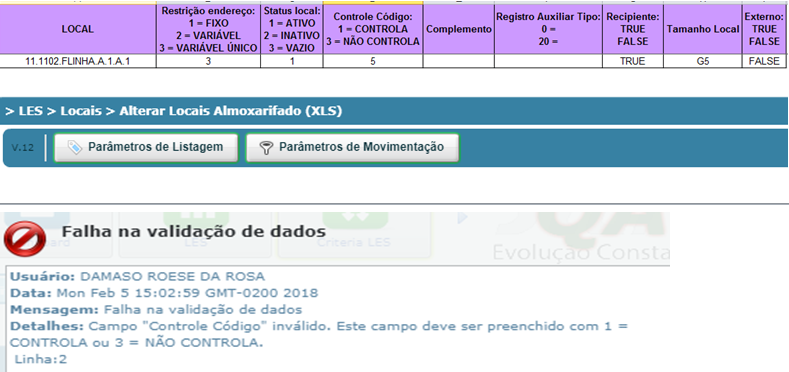 LOCAL
Restrição endereço:
1 = FIXO
2 = VARIÁVEL
3 = VARIÁVEL ÚNICO
Status local:
1 = ATIVO
2 = INATIVO
3 = VAZIO
Controle Código:
1 = CONTROLA
3 = NÃO CONTROLA
Complemento
Registro Auxiliar Tipo:
0 =
20 =
Recipiente:
TRUE
FALSE
Tamanho Local
Externo:
TRUE
FALSE
11.1102.FLINHA.A.1.A.1 3 1 5 TRUE G5 FALSE
> LES > Locais > Alterar Locais Almoxarifado (XLS)
V.12 Parâmetros de Listagem Parâmetros de Movimentação
Falha na validação de dados
LES
Criteria LES
Evolução Consta
Usuário: DAMASO ROESE DA ROSA
Data: Mon Feb 5 15:02:59 GMT-0200 2018
Mensagem: Falha na validação de dados
Detalhes: Campo "Controle Código" inválido. Este campo deve ser preenchido com 1 =
CONTROLA ou 3 = NÃO CONTROLA.
Linha:2